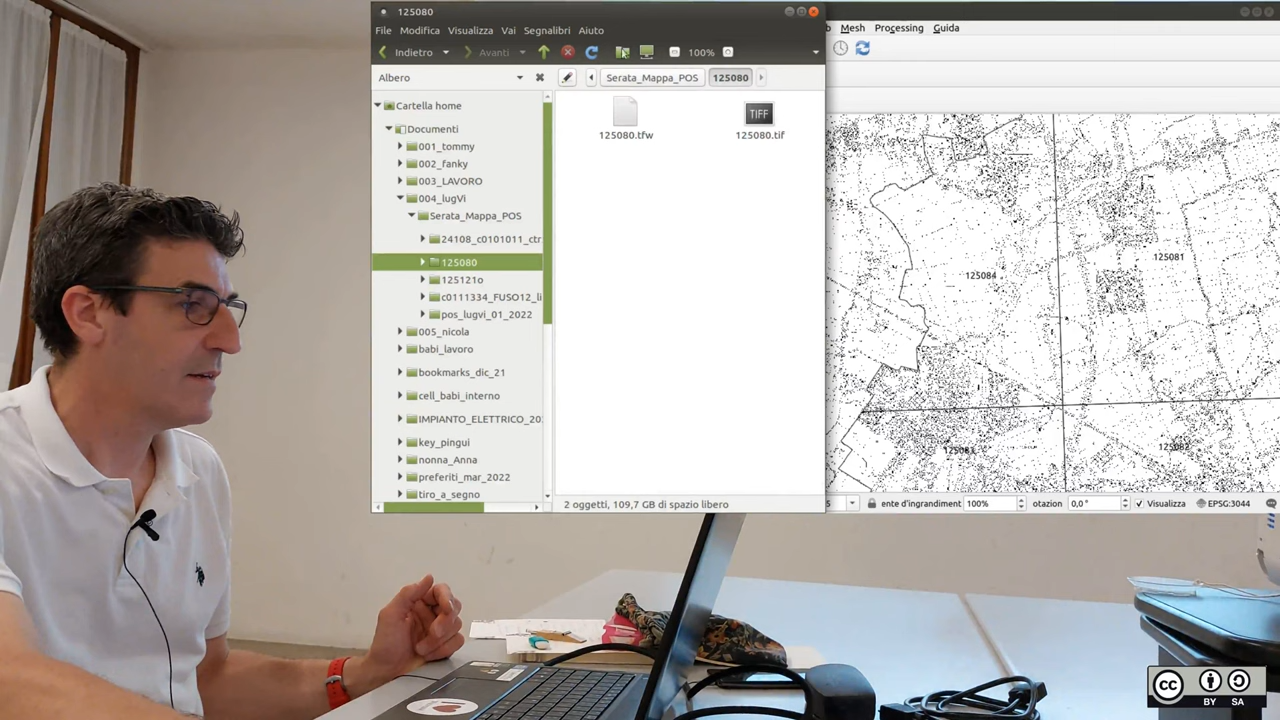 125080
File Modifica Visualizza Vai Segnalibri Aiuto
Indietro Avanti 100%
Albero
Serata_Mappa_POS 125080
Cartella home
Documenti
001_tommy
002_fanky
003_LAVORO
004_lugVi
Serata_Mappa_POS
24108_c0101011_ctr
125080
125121o
c0111334_FUSO12_li
pos_lugvi_01_2022
005_nicola
babi_lavoro
bookmarks_dic_21
cell_babi_interno
IMPIANTO_ELETTRICO_20
key_pingui
nonna_Anna
preferiti_mar_2022
tiro_a_segno
125080.tfw
TIFF
125080.tif
2 oggetti, 109,7 GB di spazio libero
Mesh Processing Guida
125084
125081
125083
125082
ente d'ingrandiment 100% otazion 0,0° Visualizza EPSG:3044
CC BY SA